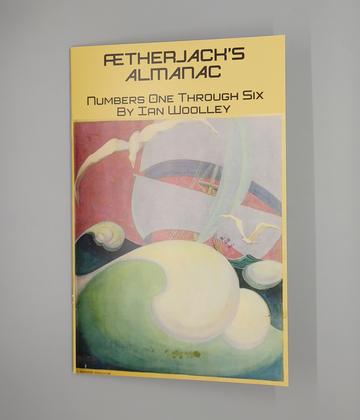 ÆTHERJACK'S
ALMANAC
NUMBERS ONE THROUGH SIX
BY IAN WOOLLEY